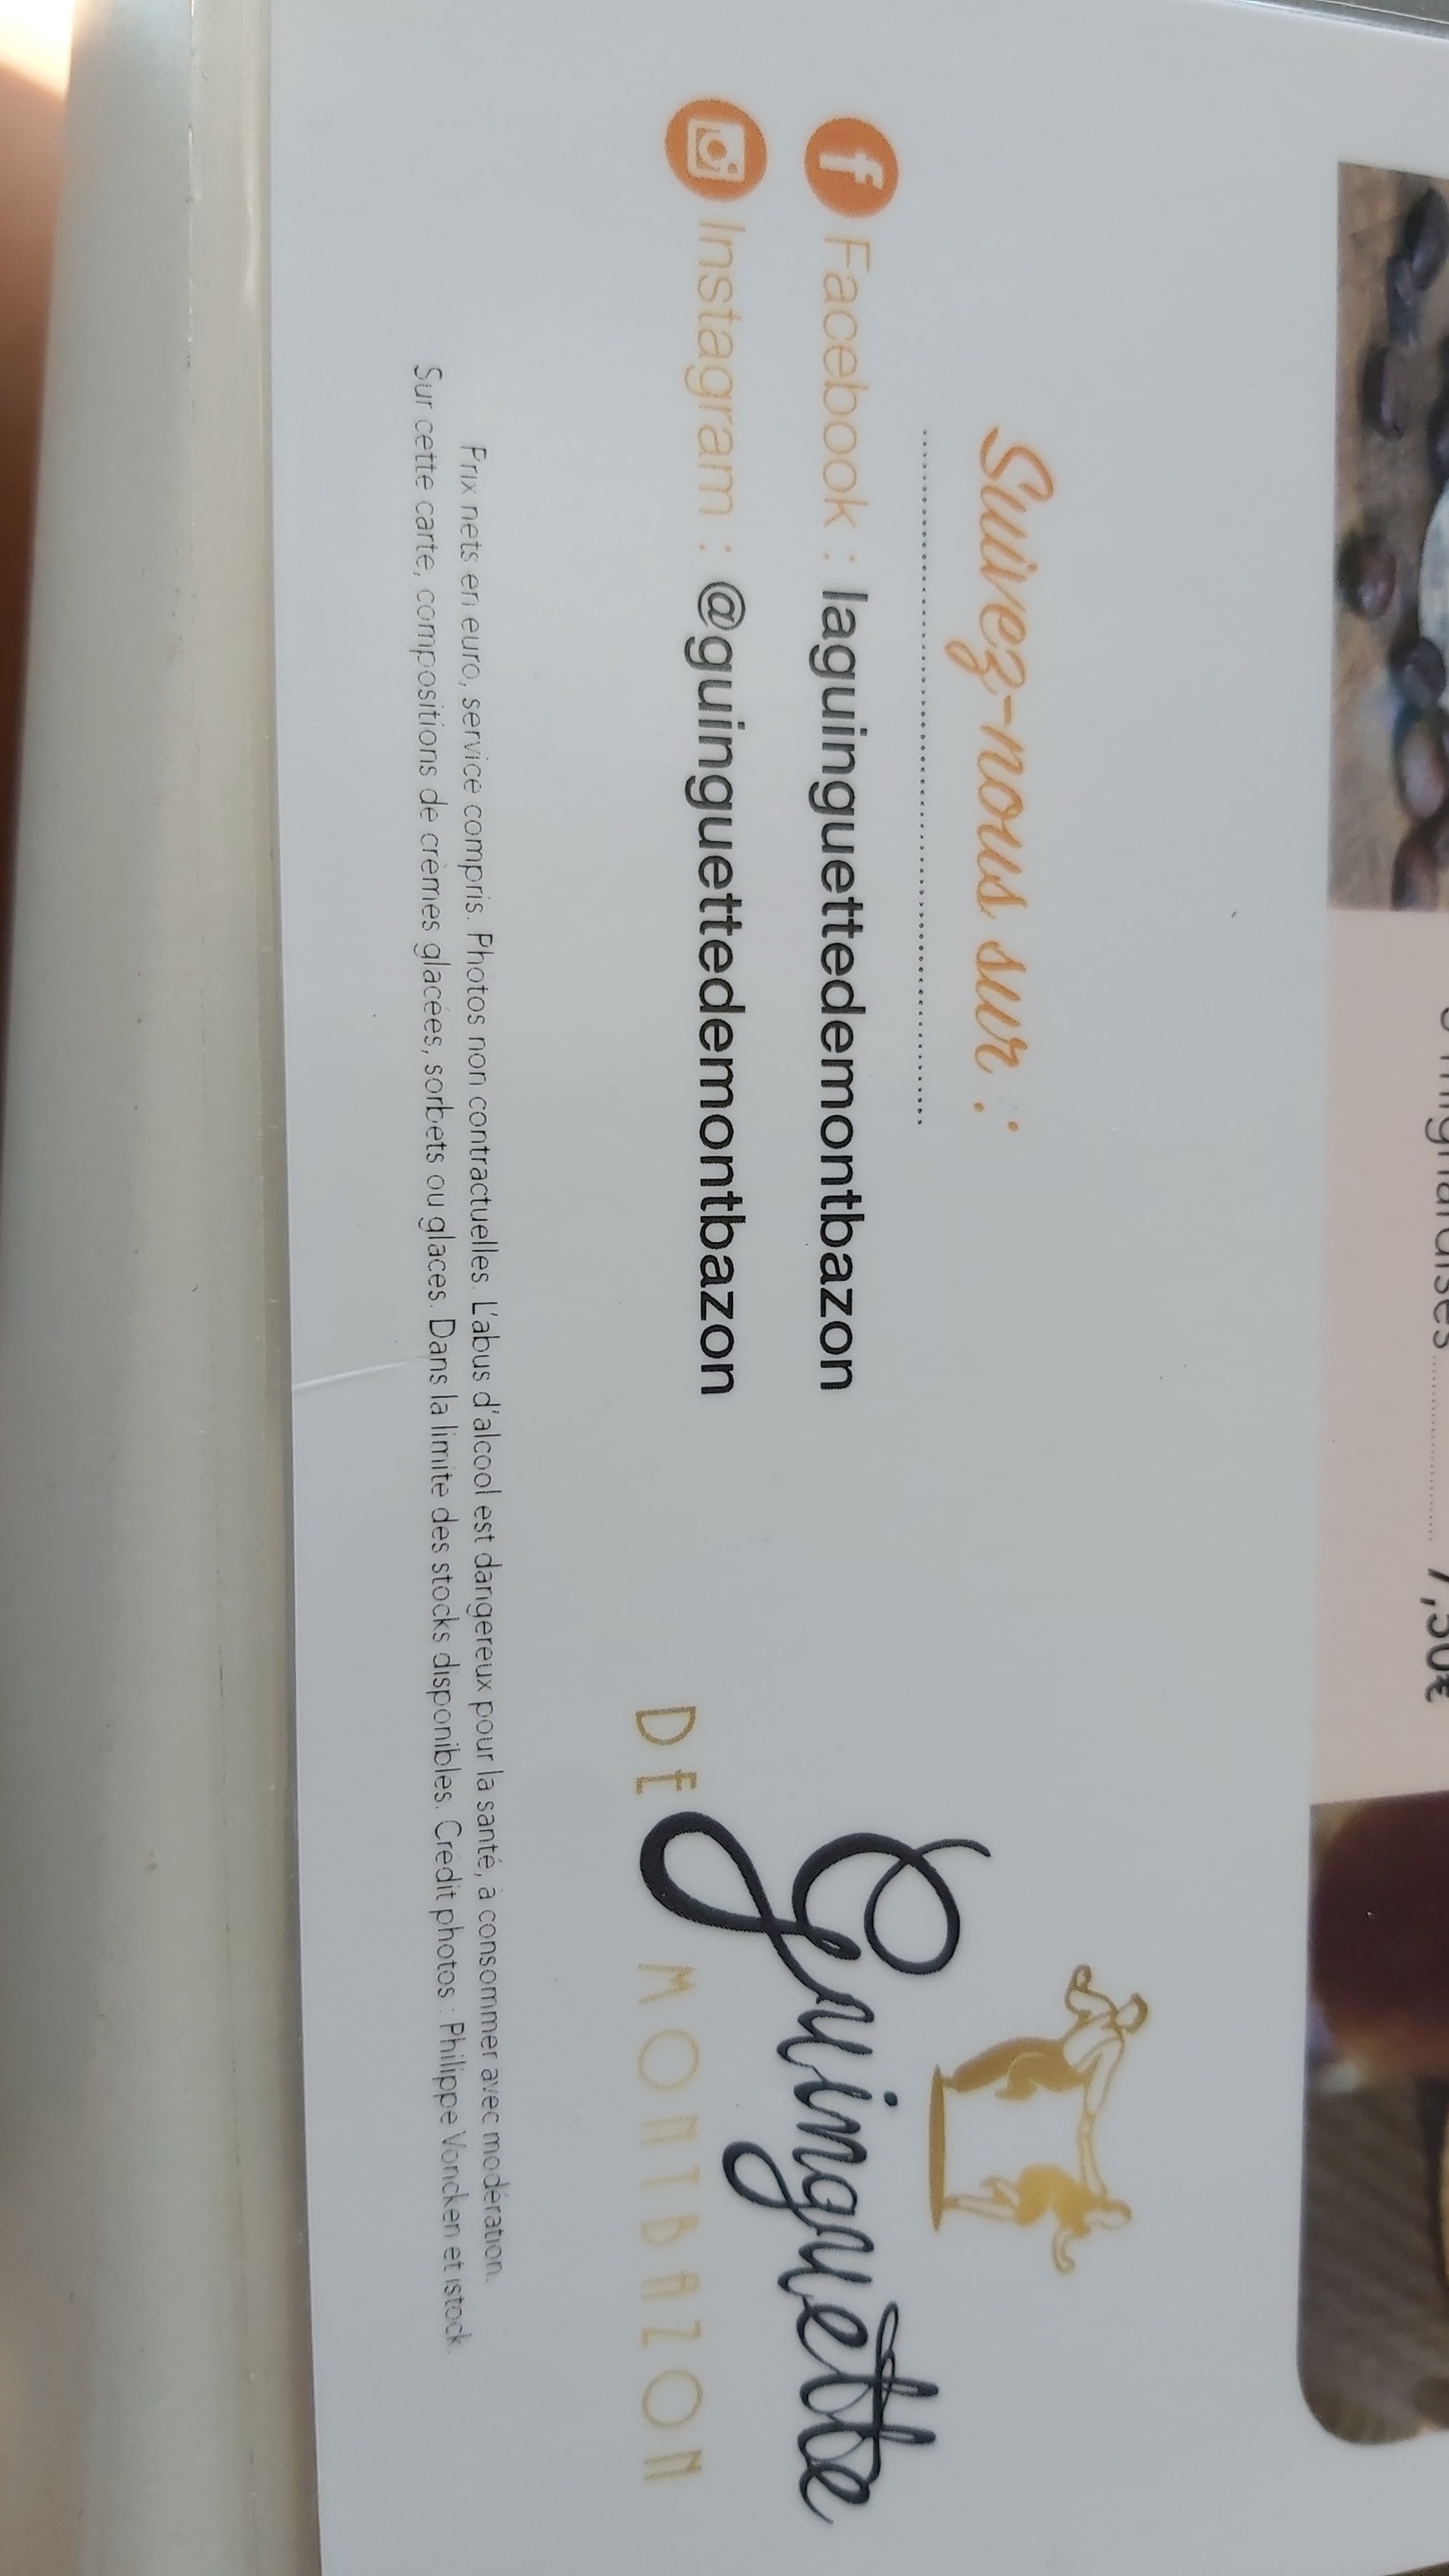 Suivez-nous sur :
Facebook : laguinguettedemontbazon
Instagram : @guinguettedemontbazon
Guinguette
DE MONTBAZON
Prix nets en euro, service compris. Photos non contractuelles. L'abus d'alcool est dangereux pour la santé, à consommer avec modération.
Sur cette carte, compositions de crèmes glacées, sorbets ou glaces. Dans la limite des stocks disponibles. Crédit photos : Philippe Voncken et istock.